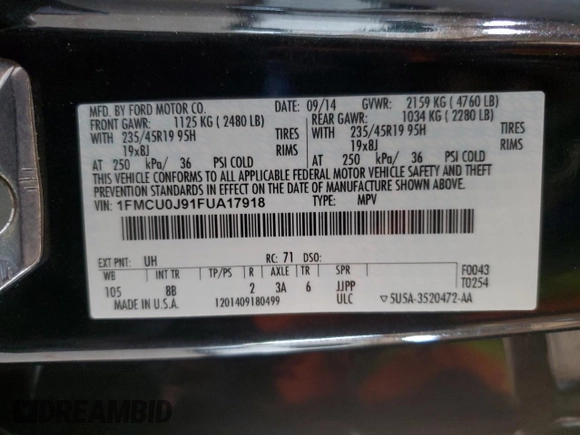 MFD. BY FORD MOTOR CO.
DATE: 09/14 GVWR: 2159 KG ( 4760 LB)
FRONT GAWR: 1125 KG ( 2480 LB)
REAR GAWR: 1034 KG ( 2280 LB)
WITH TIRES
235/45R19 95H
WITH TIRES
235/45R19 95H
19x8J RIMS
19x8J RIMS
AT 250 kPa/ 36 PSI COLD
AT 250 kPa/ 36 PSI COLD
THIS VEHICLE CONFORMS TO ALL APPLICABLE FEDERAL MOTOR VEHICLE SAFETY AND THEFT
PREVENTION STANDARDS IN EFFECT ON THE DATE OF MANUFACTURE SHOWN ABOVE.
VIN: 1FMCU0J91FUA17918 TYPE: MPV
EXT PNT: UH RC: 71 DSO:
WB INT TR TP/PS R AXLE TR SPR
105 BB 2 3A 6 JJPP
F0043
T0254
MADE IN U.S.A. 1201409180499 ULC ▽5U5A-3520472-AA
DREAMBID